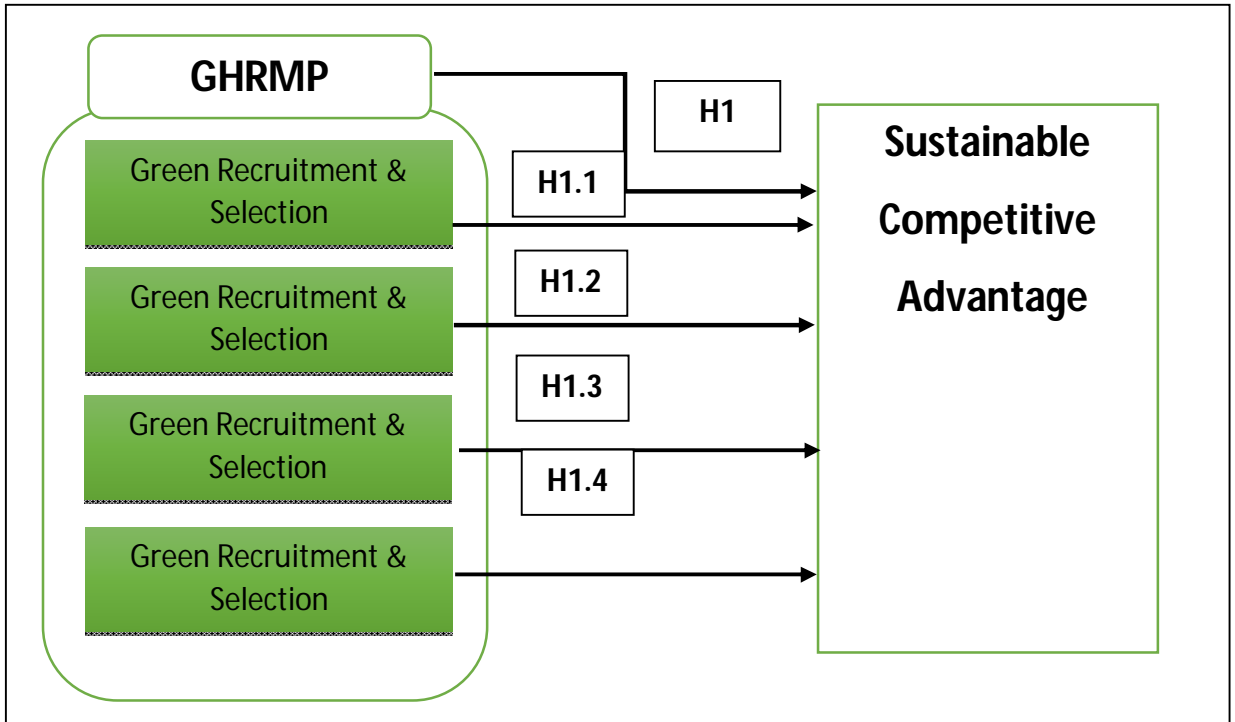 GHRMP
Green Recruitment &
Selection
Green Recruitment &
Selection
Green Recruitment &
Selection
Green Recruitment &
Selection
H1
H1.1
H1.2
H1.3
H1.4
Sustainable
Competitive
Advantage